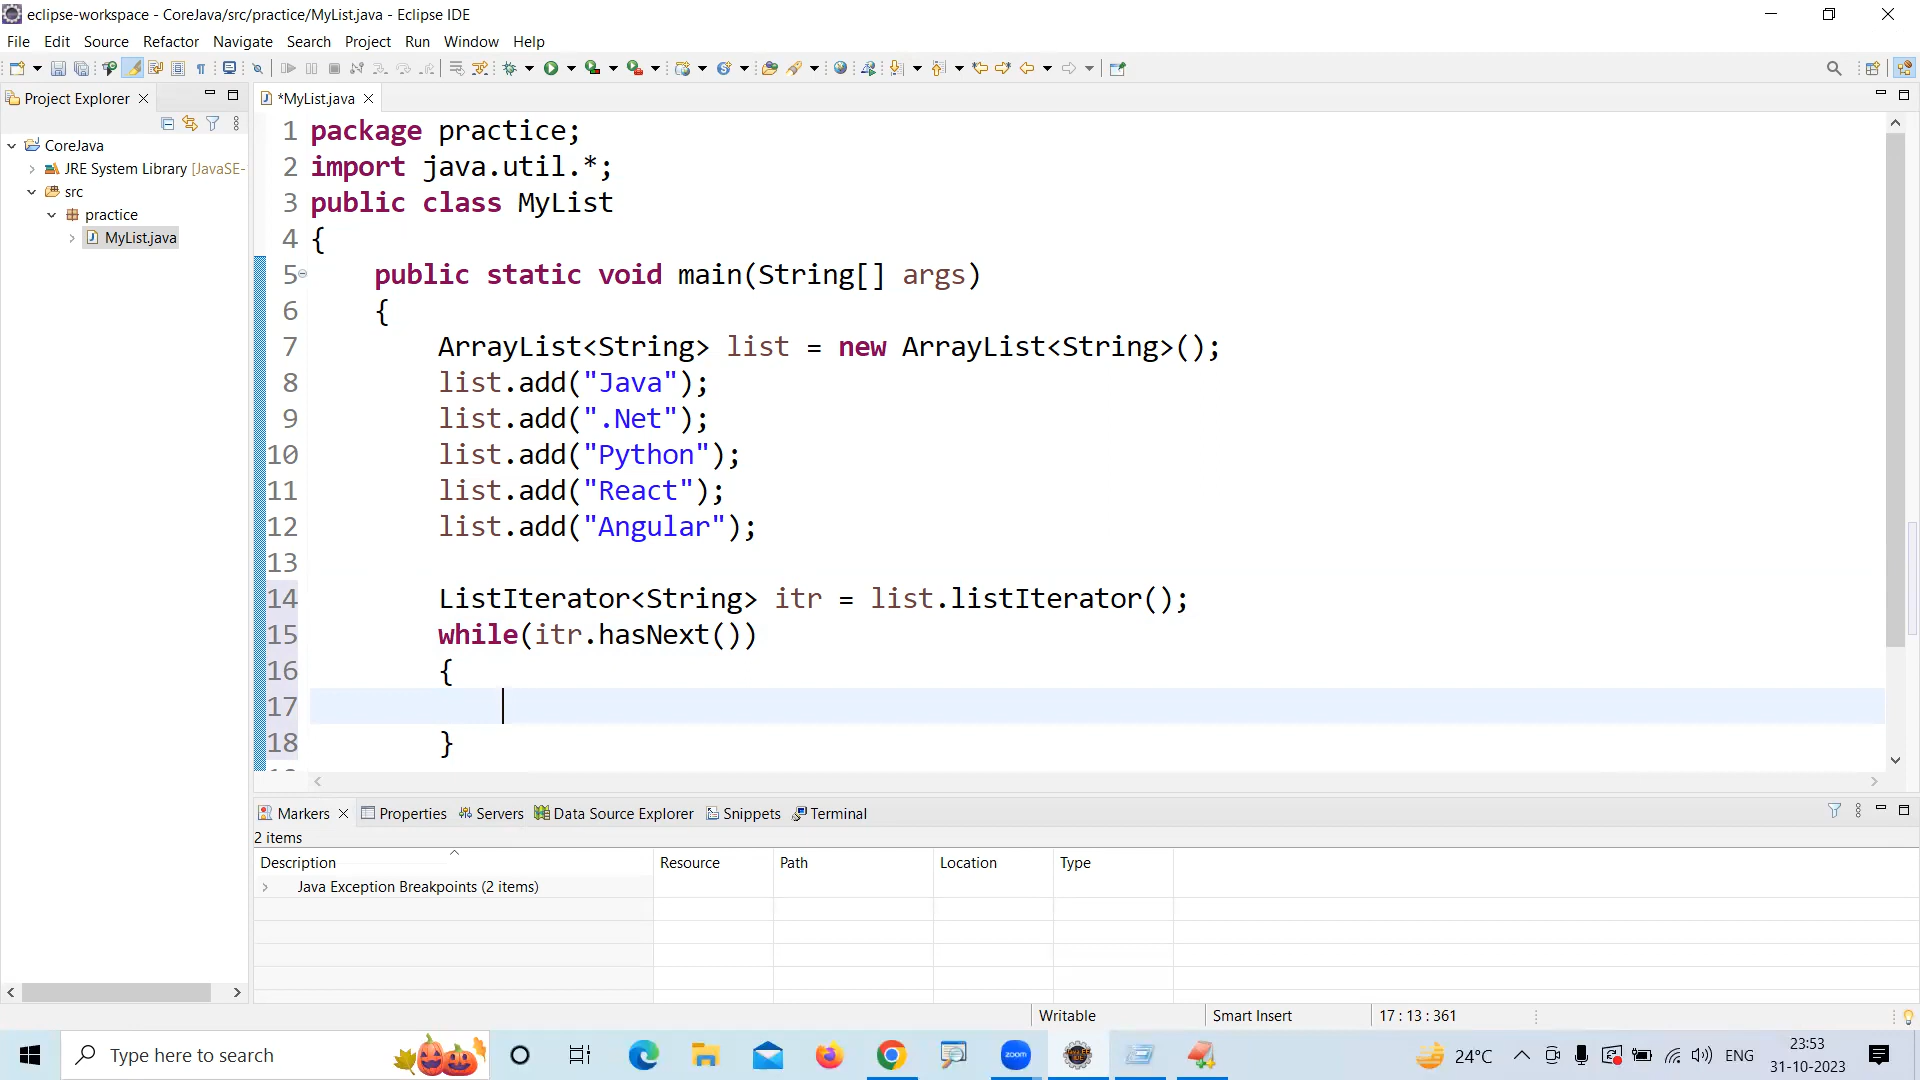 eclipse-workspace - CoreJava/src/practice/MyList.java - Eclipse IDE
File Edit Source Refactor Navigate Search Project Run Window Help
Project Explorer
*MyList.java
CoreJava
JRE System Library [JavaSE-
src
practice
MyList.java
1 package practice;
2 import java.util.*;
3 public class MyList
4 {
5 public static void main(String[] args)
6 {
7 ArrayList<String> list = new ArrayList<String>();
8 list.add("Java");
9 list.add(".Net");
10 list.add("Python");
11 list.add("React");
12 list.add("Angular");
13
14 ListIterator<String> itr = list.listIterator();
15 while(itr.hasNext())
16 {
17
18 }
Markers Properties Servers Data Source Explorer Snippets Terminal
2 items
Description Resource Path Location Type
Java Exception Breakpoints (2 items)
Writable Smart Insert 17 : 13 : 361
Type here to search
zoom
24°C
ENG
23:53
31-10-2023